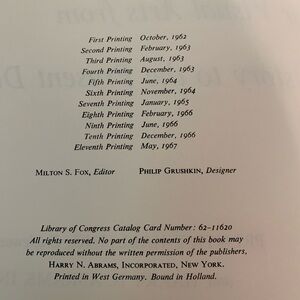 First Printing October, 1962
Second Printing February, 1963
Third Printing August, 1963
Fourth Printing December, 1963
Fifth Printing June, 1964
Sixth Printing November, 1964
Seventh Printing January, 1965
Eighth Printing February, 1966
Ninth Printing June, 1966
Tenth Printing December, 1966
Eleventh Printing May, 1967
MILTON S. FOX, Editor PHILIP GRUSHKIN, Designer
Library of Congress Catalog Card Number: 62-11620
All rights reserved. No part of the contents of this book may
be reproduced without the written permission of the publishers,
HARRY N. ABRAMS, INCORPORATED, NEW YORK.
Printed in West Germany. Bound in Holland.